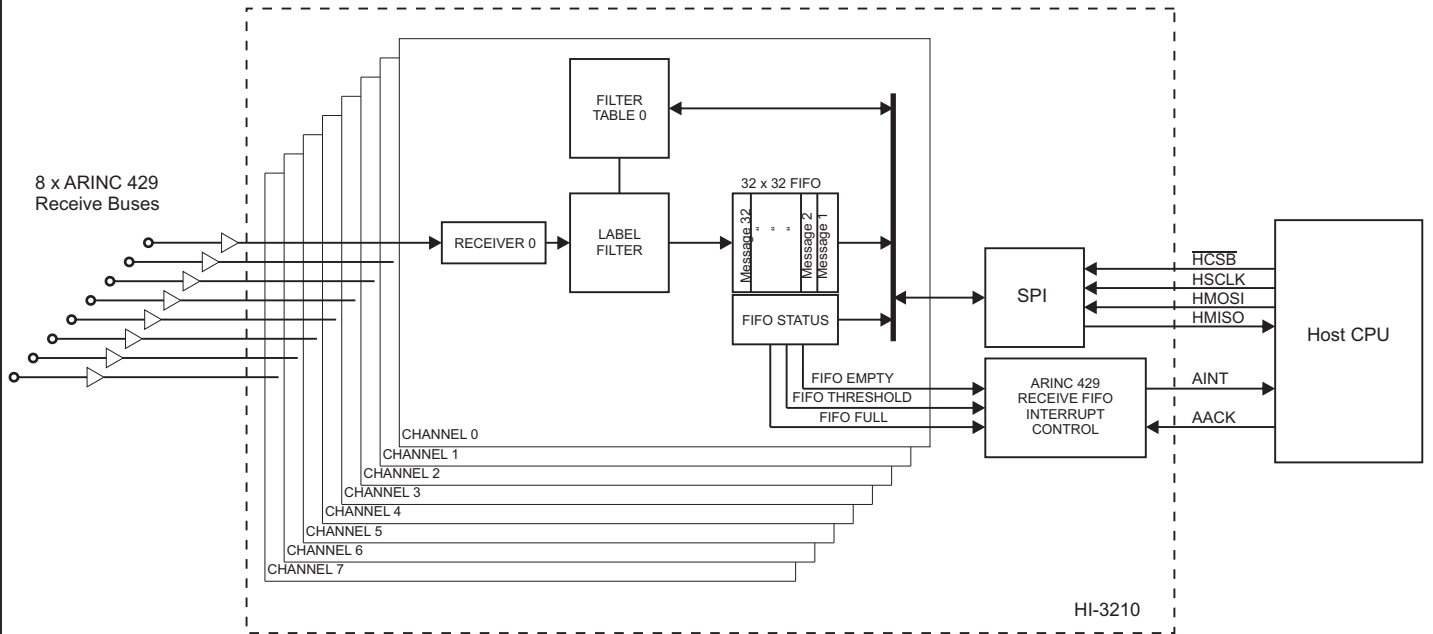 8 x ARINC 429
Receive Buses
FILTER
TABLE 0
RECEIVER 0
LABEL
FILTER
32 x 32 FIFO
Message 32
" " "
Message 2
Message 1
FIFO STATUS
FIFO EMPTY
FIFO THRESHOLD
FIFO FULL
SPI
HCSB
HSCLK
HMOSI
HMISO
Host CPU
ARINC 429
RECEIVE FIFO
INTERRUPT
CONTROL
AINT
AACK
CHANNEL 0
CHANNEL 1
CHANNEL 2
CHANNEL 3
CHANNEL 4
CHANNEL 5
CHANNEL 6
CHANNEL 7
HI-3210